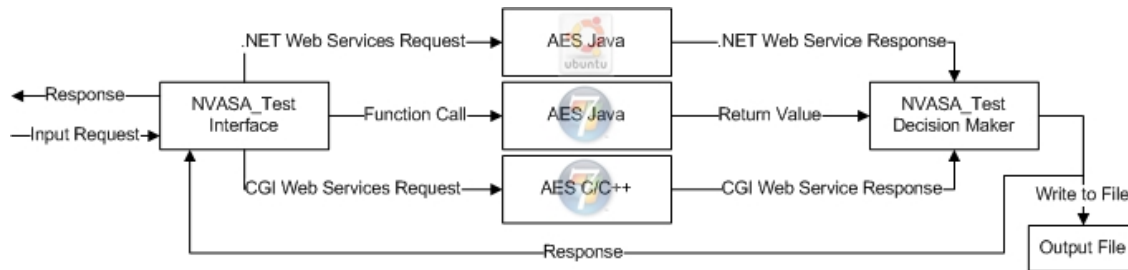 .NET Web Services Request
AES Java
ubuntu
.NET Web Service Response
Response
Input Request
NVASA_Test
Interface
Function Call
AES Java
7
Return Value
NVASA_Test
Decision Maker
CGI Web Services Request
AES C/C++
7
CGI Web Service Response
Write to File
Response
Output File